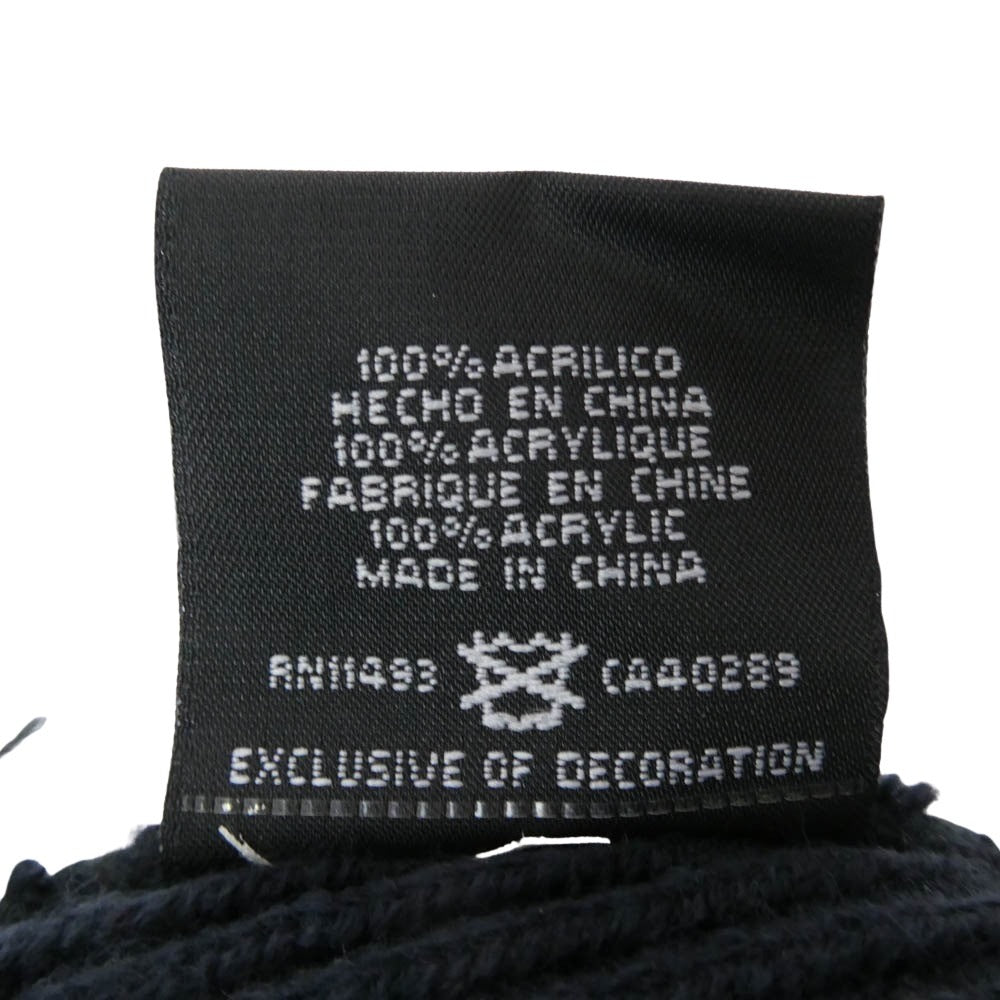 100% ACRILICO
HECHO EN CHINA
100% ACRYLIQUE
FABRIQUE EN CHINE
100% ACRYLIC
MADE IN CHINA
RN11493 CA40289
EXCLUSIVE OF DECORATION